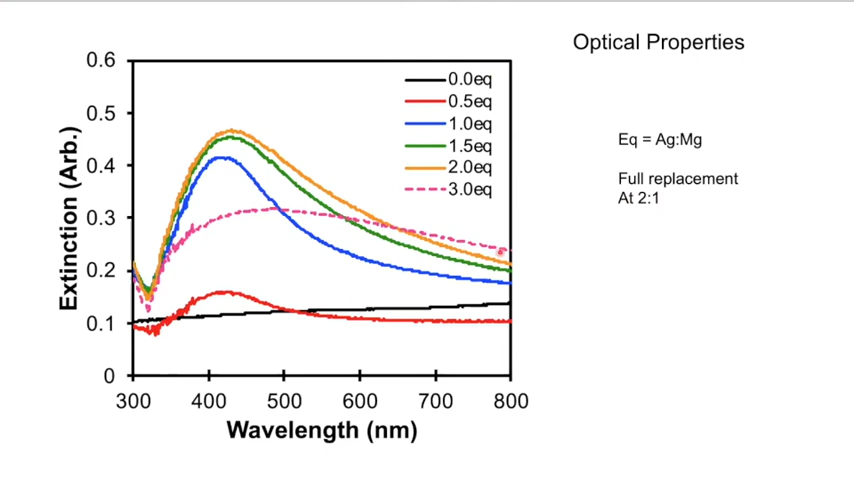 Optical Properties
0.6
0.5
0.4
0.3
0.2
0.1
0
Extinction (Arb.)
0.0eq
0.5eq
1.0eq
1.5eq
2.0eq
3.0eq
300 400 500 600 700 800
Wavelength (nm)
Eq = Ag:Mg
Full replacement
At 2:1